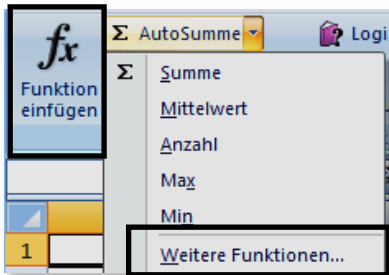 fx
Funktion
einfügen
Σ AutoSumme
Logi
Σ Summe
Mittelwert
Anzahl
Max
Min
Weitere Funktionen...
1